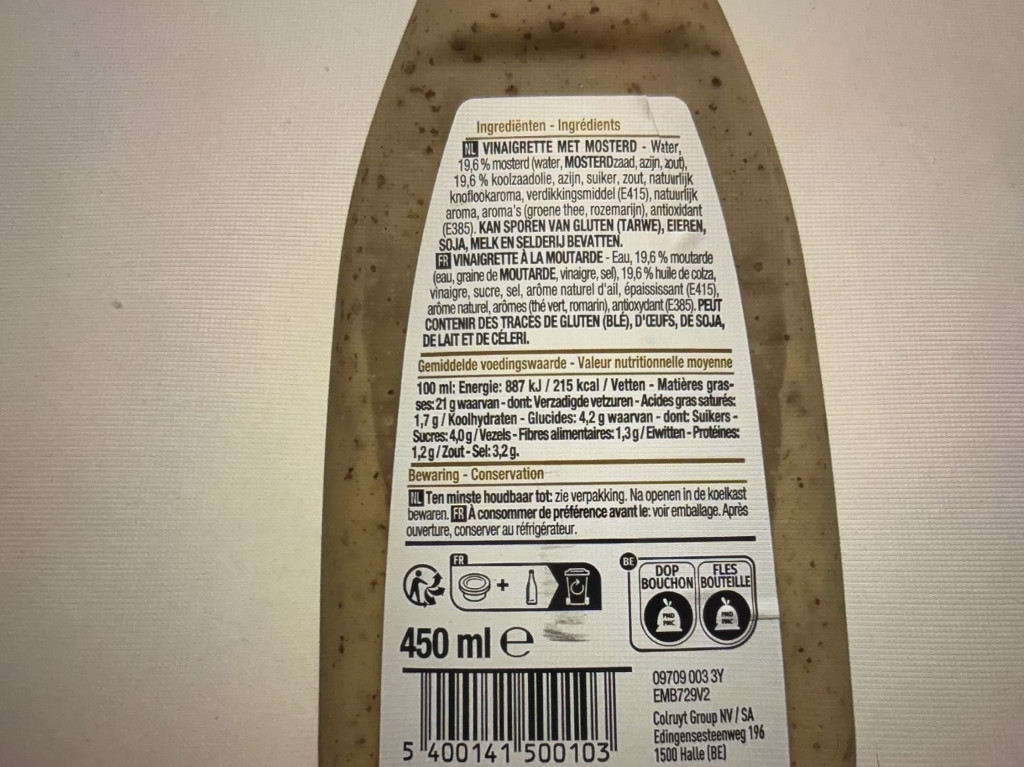 Ingrediënten - Ingrédients
NL VINAIGRETTE MET MOSTERD - Water,
19,6 % mosterd (water, MOSTERDzaad, azijn, zout),
19,6 % koolzaadolie, azijn, suiker, zout, natuurlijk
knoflookaroma, verdikkingsmiddel (E415), natuurlijk
aroma, aroma's (groene thee, rozemarijn), antioxidant
(E385). KAN SPOREN VAN GLUTEN (TARWE), EIEREN,
SOJA, MELK EN SELDERIJ BEVATTEN.
FR VINAIGRETTE À LA MOUTARDE - Eau, 19,6 % moutarde
(eau, graine de MOUTARDE, vinaigre, sel), 19,6 % huile de colza,
vinaigre, sucre, sel, arôme naturel d'ail, épaississant (E415),
arôme naturel, arômes (thé vert, romarin), antioxydant (E385). PEUT
CONTENIR DES TRACES DE GLUTEN (BLÉ), D'ŒUFS, DE SOJA,
DE LAIT ET DE CÉLERI.
Gemiddelde voedingswaarde - Valeur nutritionnelle moyenne
100 ml: Energie: 887 kJ / 215 kcal / Vetten - Matières gras-
ses: 21 g waarvan - dont: Verzadigde vetzuren - Acides gras saturés:
1,7 g / Koolhydraten - Glucides: 4,2 g waarvan - dont: Suikers -
Sucres: 4,0 g / Vezels - Fibres alimentaires: 1,3 g / Eiwitten - Protéines:
1,2 g / Zout - Sel: 3,2 g.
Bewaring - Conservation
NL Ten minste houdbaar tot: zie verpakking. Na openen in de koelkast
bewaren. FR À consommer de préférence avant le: voir emballage. Après
ouverture, conserver au réfrigérateur.
FR
+
BE
DOP FLES
BOUCHON BOUTEILLE
PMD PMD
PMC PMC
450 ml e
09709 003 3Y
EMB729V2
Colruyt Group NV / SA
Edingensesteenweg 196
1500 Halle (BE)
5 400141 500103